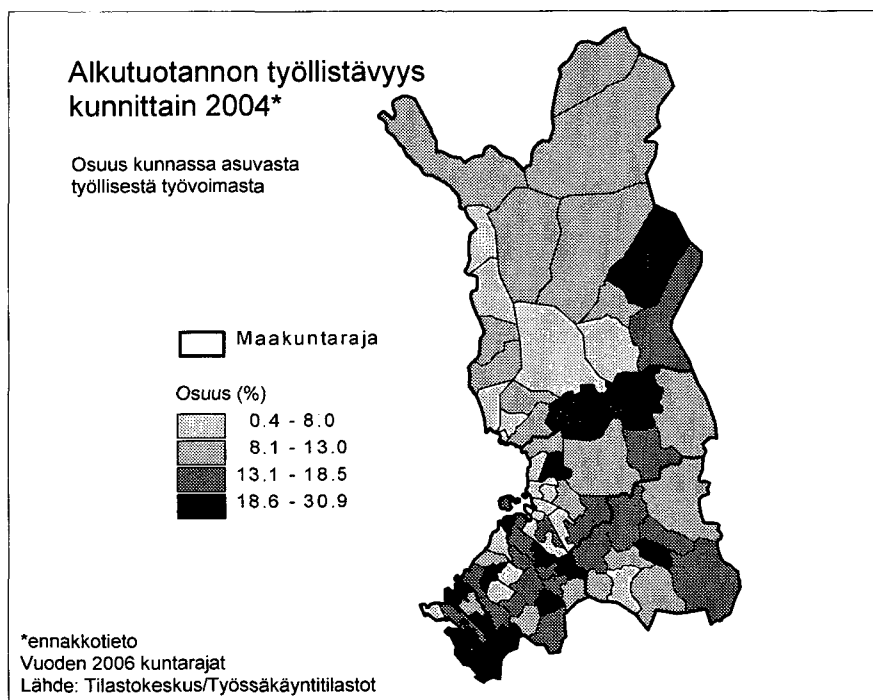 Alkutuotannon työllistävyys
kunnittain 2004*
Osuus kunnassa asuvasta
työllisestä työvoimasta
Maakuntaraja
Osuus (%)
0.4 - 8.0
8.1 - 13.0
13.1 - 18.5
18.6 - 30.9
*ennakkotieto
Vuoden 2006 kuntarajat
Lähde: Tilastokeskus/Työssäkäyntitilastot